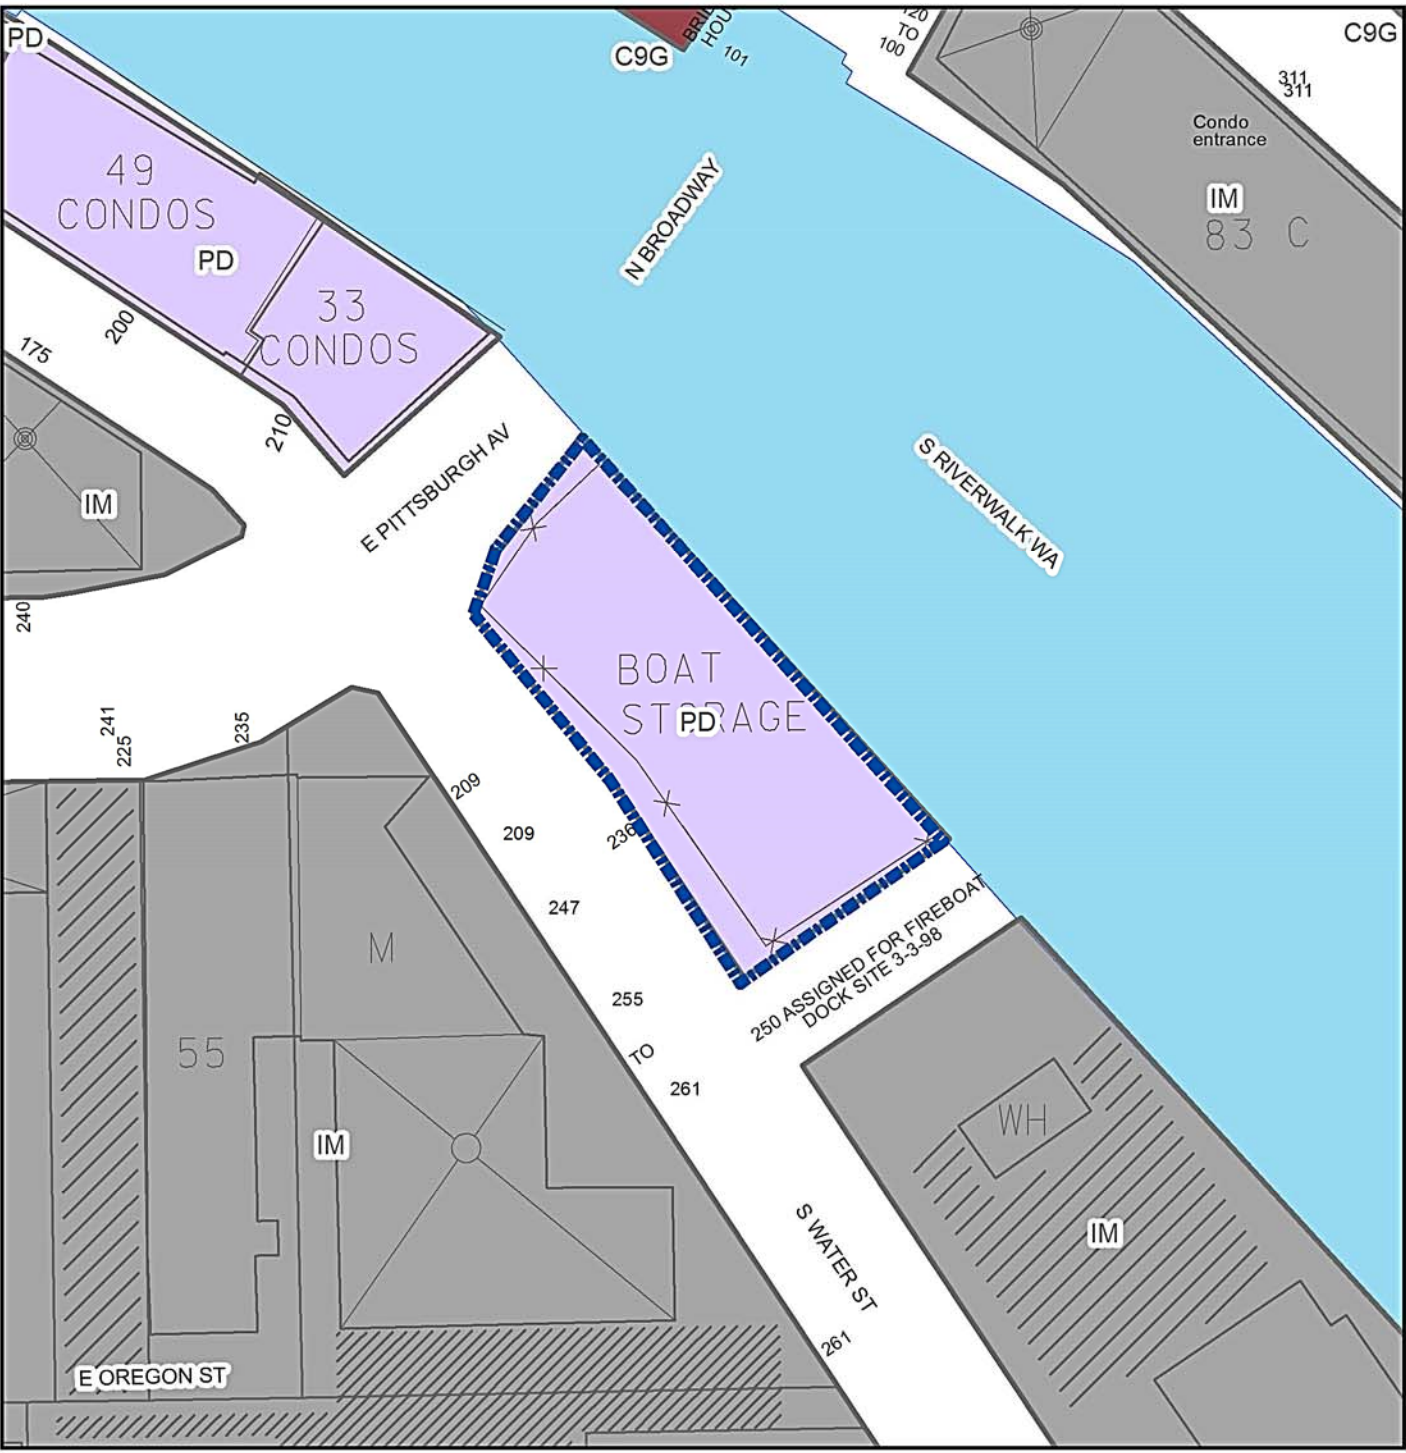 PD
C9G
BRID
HOU
101
120
TO
100
C9G
311
311
Condo
entrance
IM
83 C
49
CONDOS
PD
N BROADWAY
33
CONDOS
200
175
210
E PITTSBURGH AV
S RIVERWALK WA
IM
240
BOAT
STORAGE
PD
241
225
235
209
209
236
247
250 ASSIGNED FOR FIREBOAT
DOCK SITE 3-3-98
M
255
TO
261
55
WH
IM
IM
S WATER ST
261
E OREGON ST